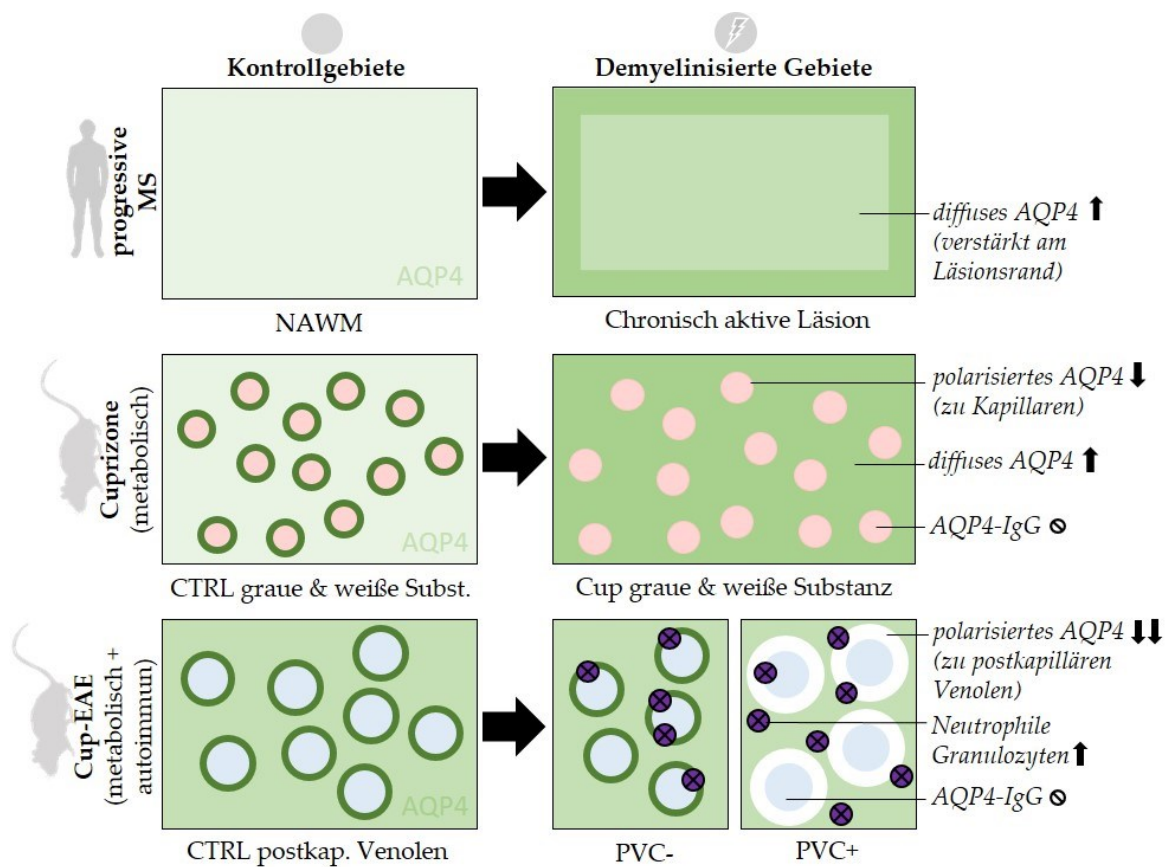 Kontrollgebiete
Demyelinisierte Gebiete
progressive
MS
AQP4
diffuses AQP4 ⬆
(verstärkt am
Läsionsrand)
NAWM
Chronisch aktive Läsion
Cuprizone
(metabolisch)
AQP4
polarisiertes AQP4 ⬇
(zu Kapillaren)
diffuses AQP4 ⬆
AQP4-IgG ⦸
CTRL graue & weiße Subst.
Cup graue & weiße Substanz
Cup-EAE
(metabolisch +
autoimmun)
AQP4
polarisiertes AQP4 ⬇⬇
(zu postkapillären
Venolen)
Neutrophile
Granulozyten ⬆
AQP4-IgG ⦸
CTRL postkap. Venolen
PVC-
PVC+